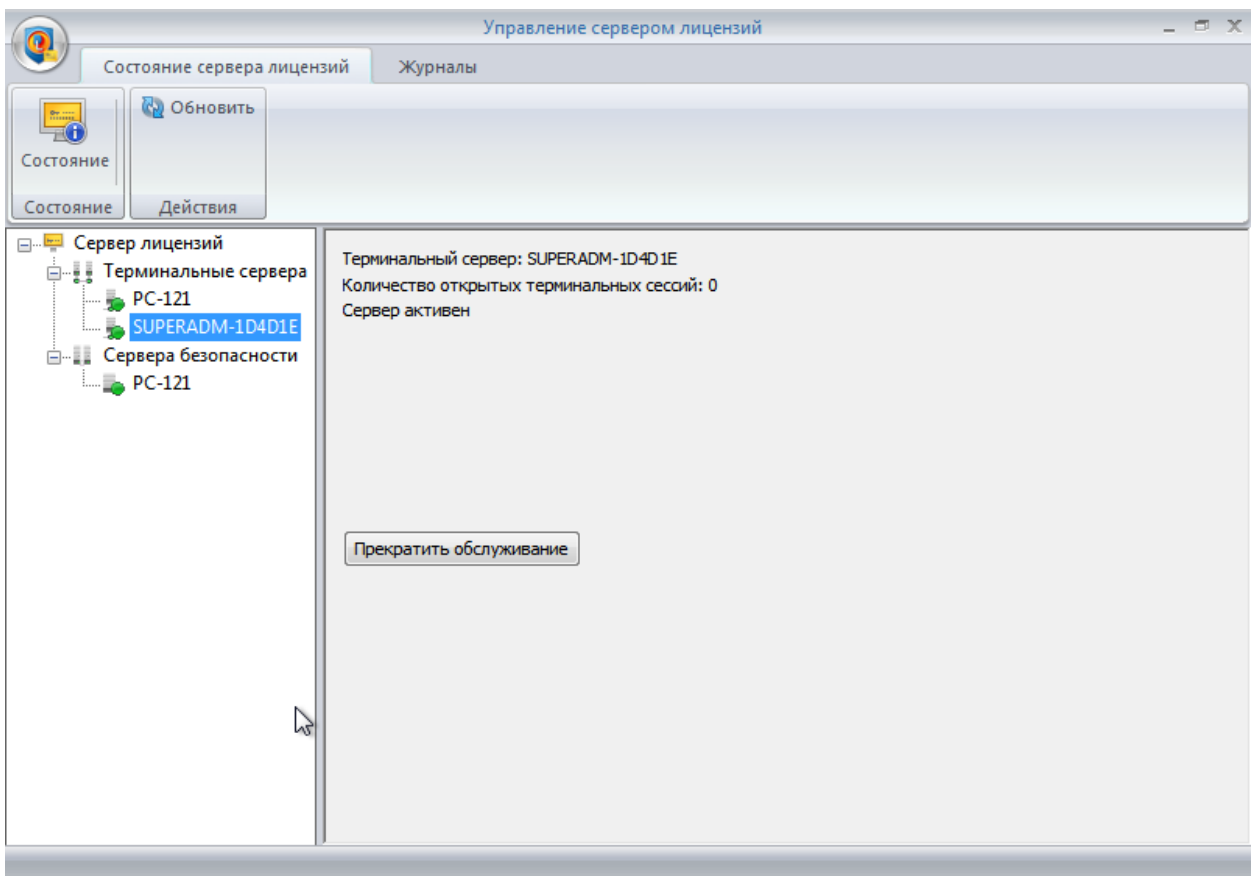 Управление сервером лицензий
Состояние сервера лицензий
Журналы
Обновить
Состояние
Состояние
Действия
Сервер лицензий
Терминальные сервера
PC-121
SUPERADM-1D4D1E
Сервера безопасности
PC-121
Терминальный сервер: SUPERADM-1D4D1E
Количество открытых терминальных сессий: 0
Сервер активен
Прекратить обслуживание